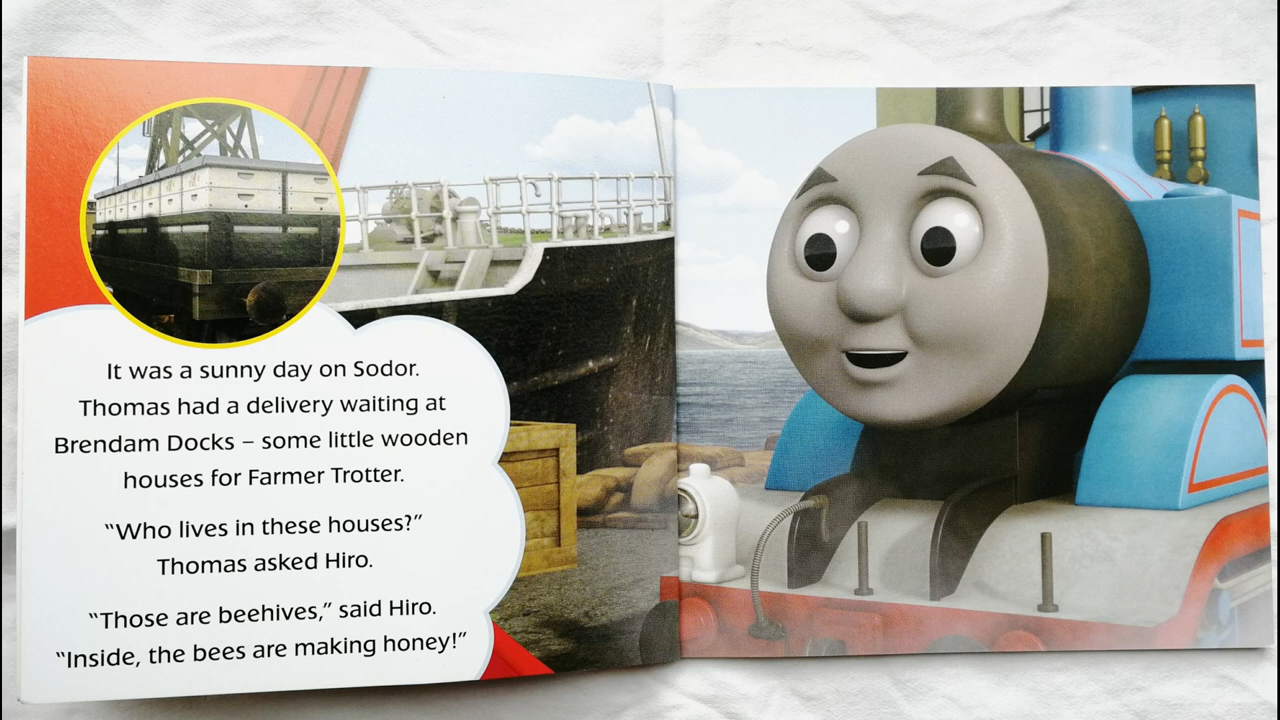 It was a sunny day on Sodor.
Thomas had a delivery waiting at
Brendam Docks – some little wooden
houses for Farmer Trotter.
“Who lives in these houses?”
Thomas asked Hiro.
“Those are beehives,” said Hiro.
“Inside, the bees are making honey!”